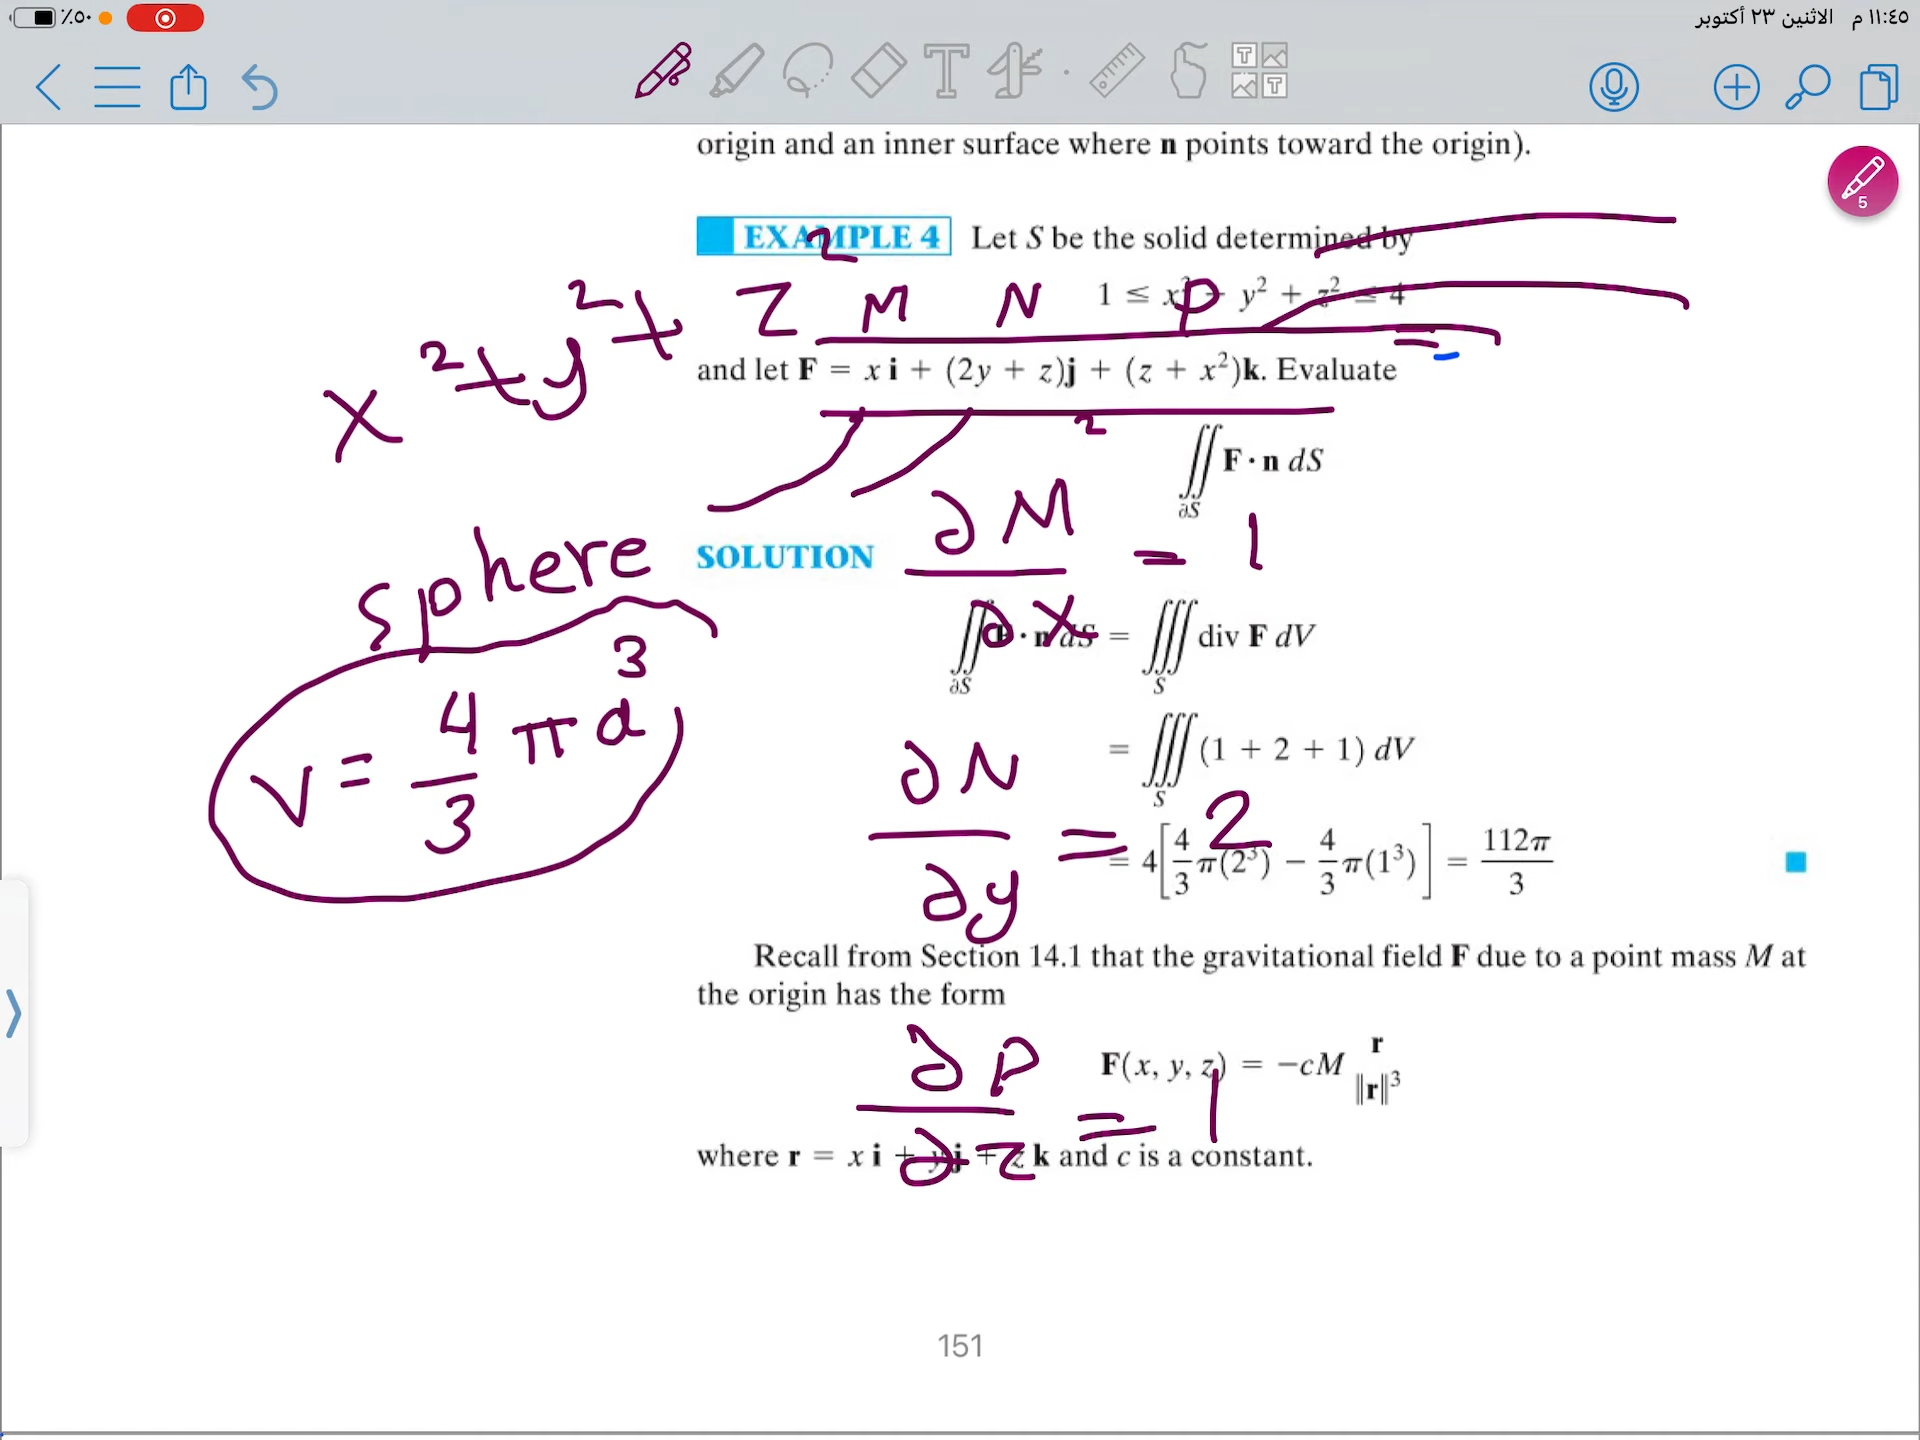 ٪٥٠
١١:٤٥ م الاثنين ٢٣ أكتوبر
5
origin and an inner surface where n points toward the origin).
EXAMPLE 4 Let S be the solid determined by
1 ≤ x² + y² + z² ≤ 4
x² + y² + z²
M N P
and let F = x i + (2y + z)j + (z + x²)k. Evaluate
2
∬∂S F · n dS
SOLUTION
∂M/∂x = 1
sphere
V = 4/3 π a³
∬∂S F · n dS = ∭S div F dV
= ∭S (1 + 2 + 1) dV
∂N/∂y = 2
= 4[4/3 π(2³) − 4/3 π(1³)] = 112π/3
Recall from Section 14.1 that the gravitational field F due to a point mass M at
the origin has the form
F(x, y, z) = −cM r/‖r‖³
∂P/∂z = 1
where r = x i + y j + z k and c is a constant.
151